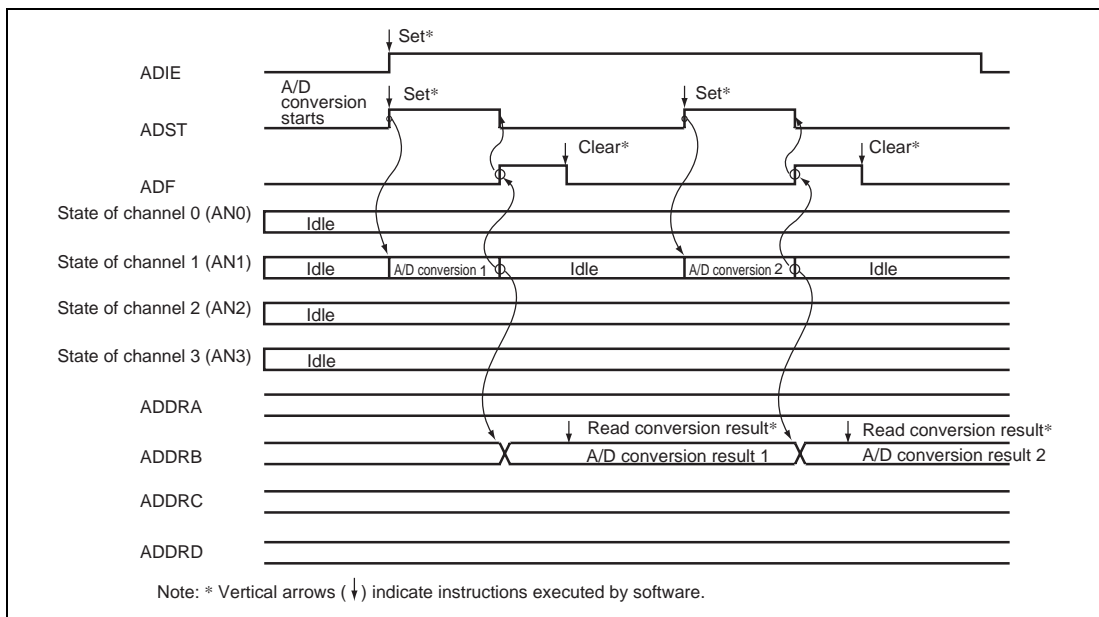 Set*
ADIE
A/D
conversion
starts
Set*
Set*
ADST
Clear*
Clear*
ADF
State of channel 0 (AN0)
Idle
State of channel 1 (AN1)
Idle
A/D conversion 1
Idle
A/D conversion 2
Idle
State of channel 2 (AN2)
Idle
State of channel 3 (AN3)
Idle
ADDRA
Read conversion result*
Read conversion result*
ADDRB
A/D conversion result 1
A/D conversion result 2
ADDRC
ADDRD
Note: * Vertical arrows (↓) indicate instructions executed by software.